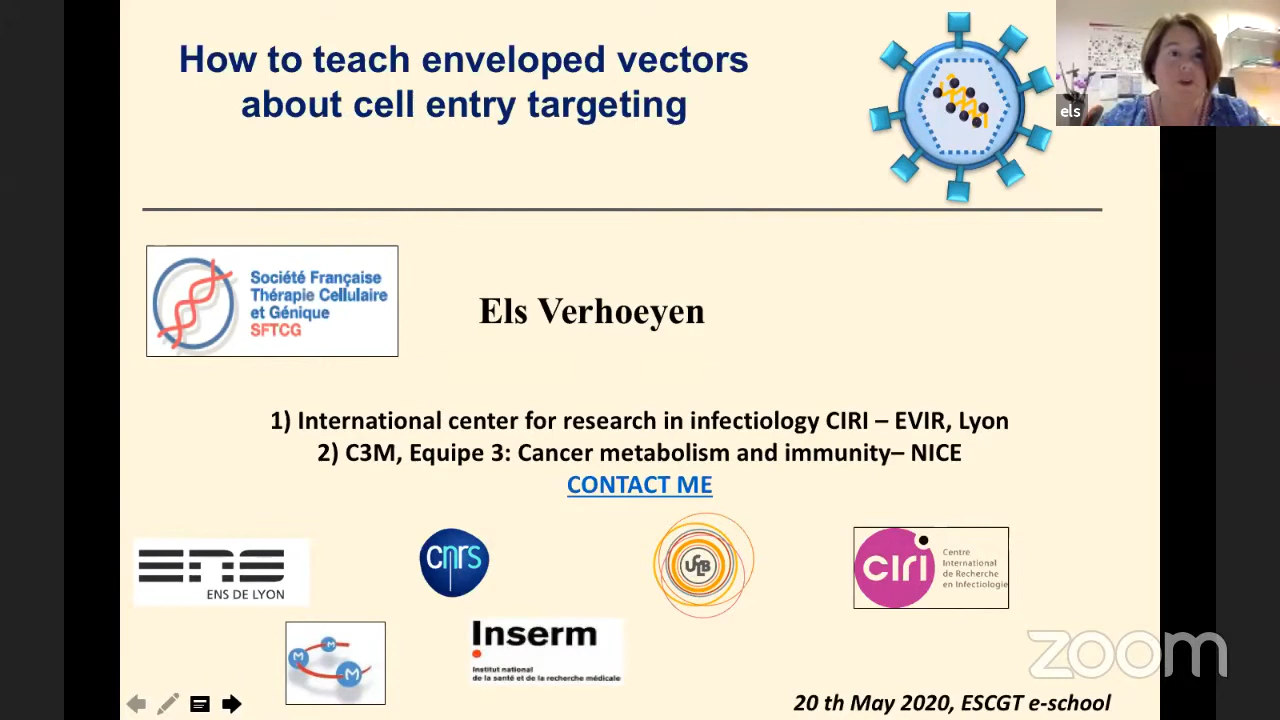 How to teach enveloped vectors
about cell entry targeting
els
Société Française
Thérapie Cellulaire
et Génique
SFTCG
Els Verhoeyen
1) International center for research in infectiology CIRI – EVIR, Lyon
2) C3M, Equipe 3: Cancer metabolism and immunity– NICE
CONTACT ME
ENS
ENS DE LYON
cnrs
USLB
CIRI
Centre
International
de Recherche
en Infectiologie
C
M
M
M
Inserm
Institut national
de la santé et de la recherche médicale
zoom
20 th May 2020, ESCGT e-school